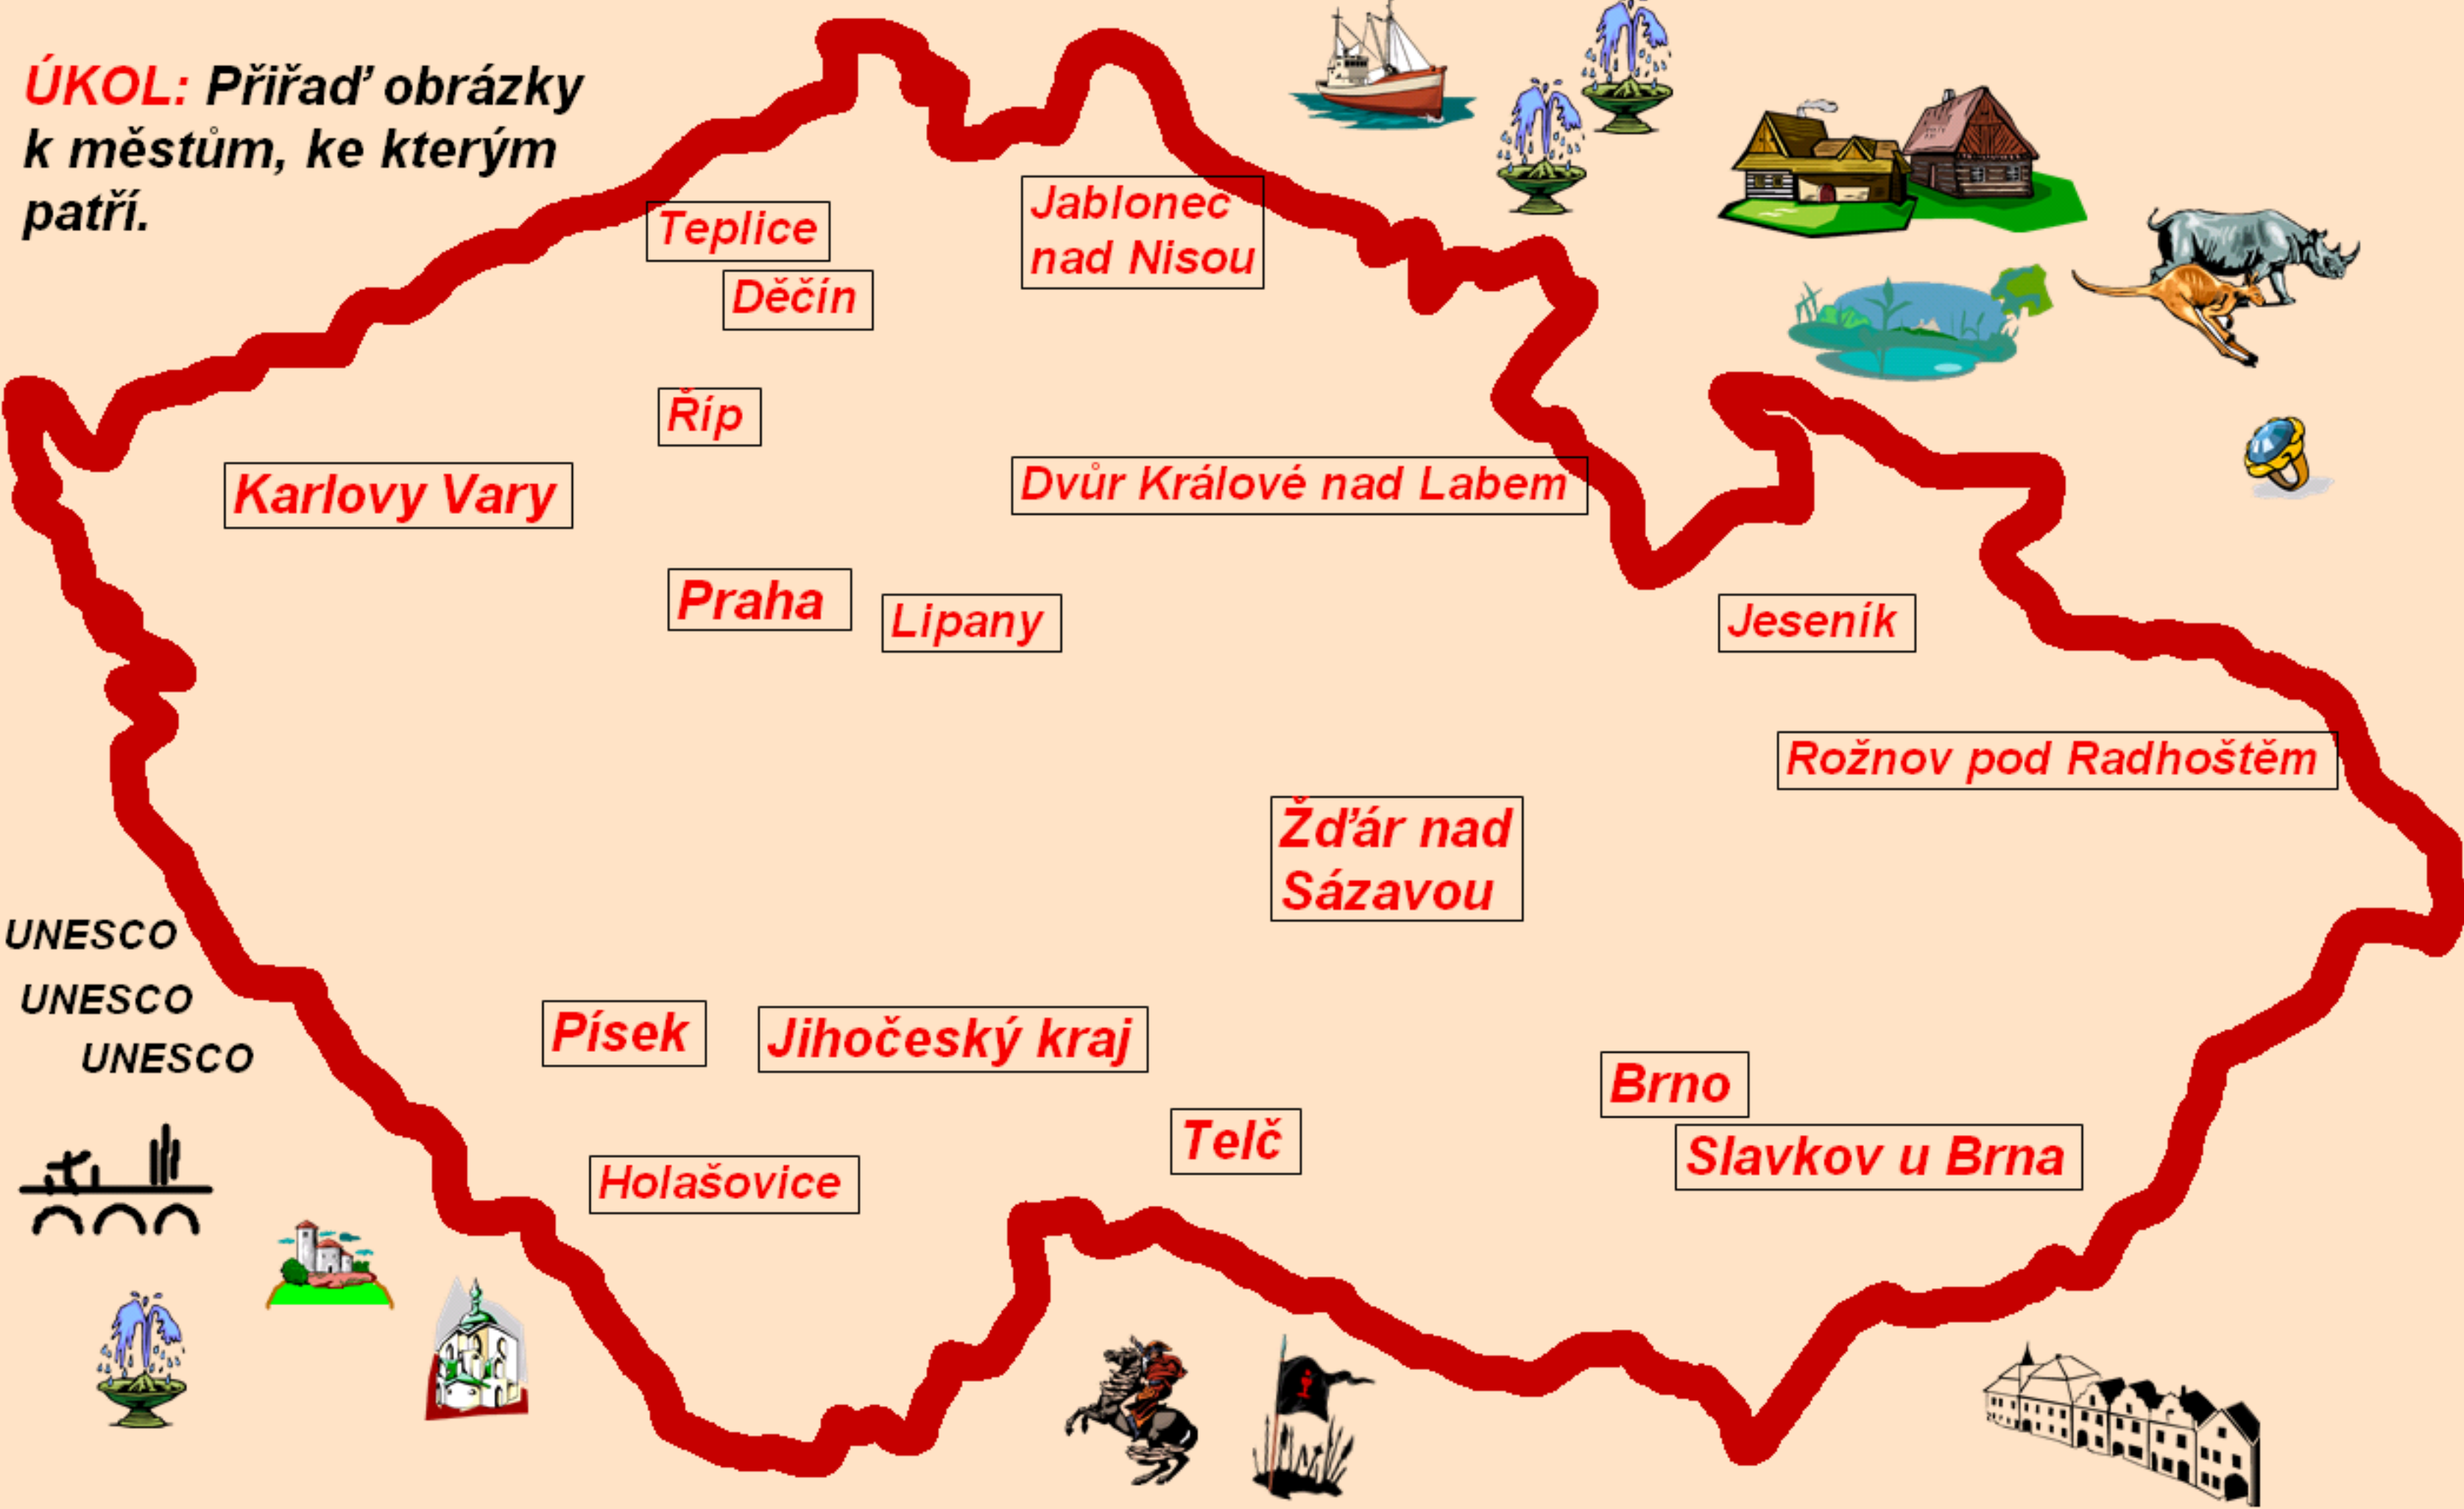 ÚKOL: Přiřaď obrázky
k městům, ke kterým
patří.
Teplice
Jablonec
nad Nisou
Děčín
Říp
Karlovy Vary
Dvůr Králové nad Labem
Praha
Lipany
Jeseník
Rožnov pod Radhoštěm
Žďár nad
Sázavou
UNESCO
UNESCO
UNESCO
Písek
Jihočeský kraj
Brno
Telč
Slavkov u Brna
Holašovice